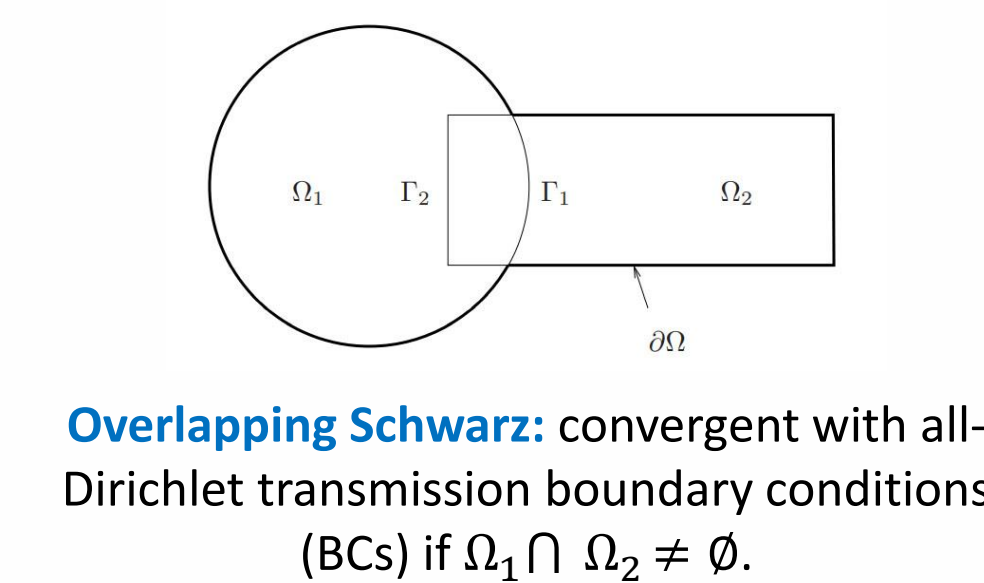 Ω₁ Γ₂ Γ₁ Ω₂
∂Ω
Overlapping Schwarz: convergent with all-
Dirichlet transmission boundary conditions
(BCs) if Ω₁⋂ Ω₂ ≠ ∅.